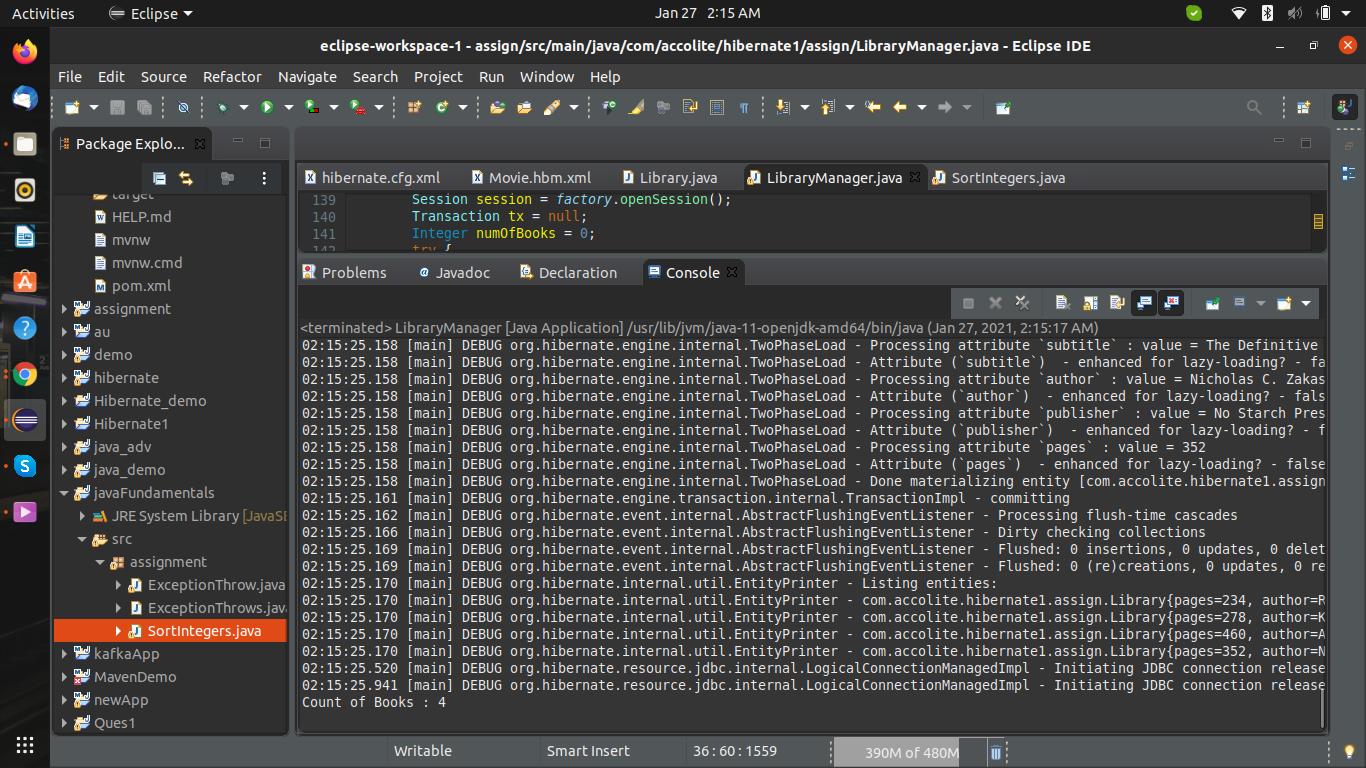 Activities
Eclipse
Jan 27 2:15 AM
eclipse-workspace-1 - assign/src/main/java/com/accolite/hibernate1/assign/LibraryManager.java - Eclipse IDE
File Edit Source Refactor Navigate Search Project Run Window Help
Package Explo...
target
HELP.md
mvnw
mvnw.cmd
pom.xml
assignment
au
demo
hibernate
Hibernate_demo
Hibernate1
java_adv
java_demo
javaFundamentals
JRE System Library [JavaSE
src
assignment
ExceptionThrow.java
ExceptionThrows.java
SortIntegers.java
kafkaApp
MavenDemo
newApp
Ques1
hibernate.cfg.xml Movie.hbm.xml Library.java LibraryManager.java SortIntegers.java
139 Session session = factory.openSession();
140 Transaction tx = null;
141 Integer numOfBooks = 0;
142 try {
Problems Javadoc Declaration Console
<terminated> LibraryManager [Java Application] /usr/lib/jvm/java-11-openjdk-amd64/bin/java (Jan 27, 2021, 2:15:17 AM)
02:15:25.158 [main] DEBUG org.hibernate.engine.internal.TwoPhaseLoad - Processing attribute `subtitle` : value = The Definitive
02:15:25.158 [main] DEBUG org.hibernate.engine.internal.TwoPhaseLoad - Attribute (`subtitle`)  - enhanced for lazy-loading? - fa
02:15:25.158 [main] DEBUG org.hibernate.engine.internal.TwoPhaseLoad - Processing attribute `author` : value = Nicholas C. Zakas
02:15:25.158 [main] DEBUG org.hibernate.engine.internal.TwoPhaseLoad - Attribute (`author`)  - enhanced for lazy-loading? - fals
02:15:25.158 [main] DEBUG org.hibernate.engine.internal.TwoPhaseLoad - Processing attribute `publisher` : value = No Starch Pres
02:15:25.158 [main] DEBUG org.hibernate.engine.internal.TwoPhaseLoad - Attribute (`publisher`)  - enhanced for lazy-loading? - f
02:15:25.158 [main] DEBUG org.hibernate.engine.internal.TwoPhaseLoad - Processing attribute `pages` : value = 352
02:15:25.158 [main] DEBUG org.hibernate.engine.internal.TwoPhaseLoad - Attribute (`pages`)  - enhanced for lazy-loading? - false
02:15:25.158 [main] DEBUG org.hibernate.engine.internal.TwoPhaseLoad - Done materializing entity [com.accolite.hibernate1.assign
02:15:25.161 [main] DEBUG org.hibernate.engine.transaction.internal.TransactionImpl - committing
02:15:25.162 [main] DEBUG org.hibernate.event.internal.AbstractFlushingEventListener - Processing flush-time cascades
02:15:25.166 [main] DEBUG org.hibernate.event.internal.AbstractFlushingEventListener - Dirty checking collections
02:15:25.169 [main] DEBUG org.hibernate.event.internal.AbstractFlushingEventListener - Flushed: 0 insertions, 0 updates, 0 delet
02:15:25.169 [main] DEBUG org.hibernate.event.internal.AbstractFlushingEventListener - Flushed: 0 (re)creations, 0 updates, 0 re
02:15:25.170 [main] DEBUG org.hibernate.internal.util.EntityPrinter - Listing entities:
02:15:25.170 [main] DEBUG org.hibernate.internal.util.EntityPrinter - com.accolite.hibernate1.assign.Library{pages=234, author=R
02:15:25.170 [main] DEBUG org.hibernate.internal.util.EntityPrinter - com.accolite.hibernate1.assign.Library{pages=278, author=K
02:15:25.170 [main] DEBUG org.hibernate.internal.util.EntityPrinter - com.accolite.hibernate1.assign.Library{pages=460, author=A
02:15:25.170 [main] DEBUG org.hibernate.internal.util.EntityPrinter - com.accolite.hibernate1.assign.Library{pages=352, author=N
02:15:25.520 [main] DEBUG org.hibernate.resource.jdbc.internal.LogicalConnectionManagedImpl - Initiating JDBC connection release
02:15:25.941 [main] DEBUG org.hibernate.resource.jdbc.internal.LogicalConnectionManagedImpl - Initiating JDBC connection release
Count of Books : 4
Writable Smart Insert 36 : 60 : 1559 390M of 480M